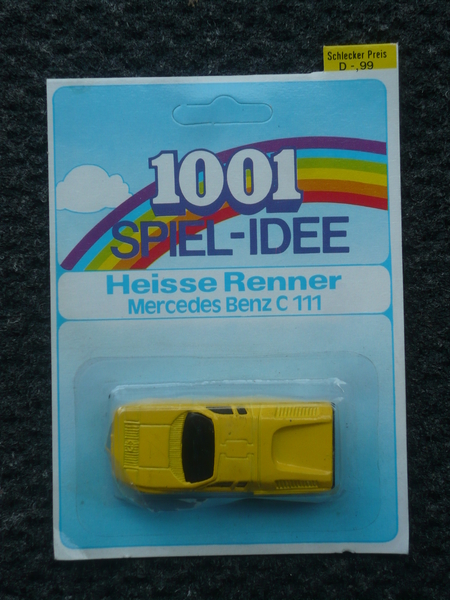 Schlecker Preis
D -,99
1001
SPIEL-IDEE
Heisse Renner
Mercedes Benz C 111